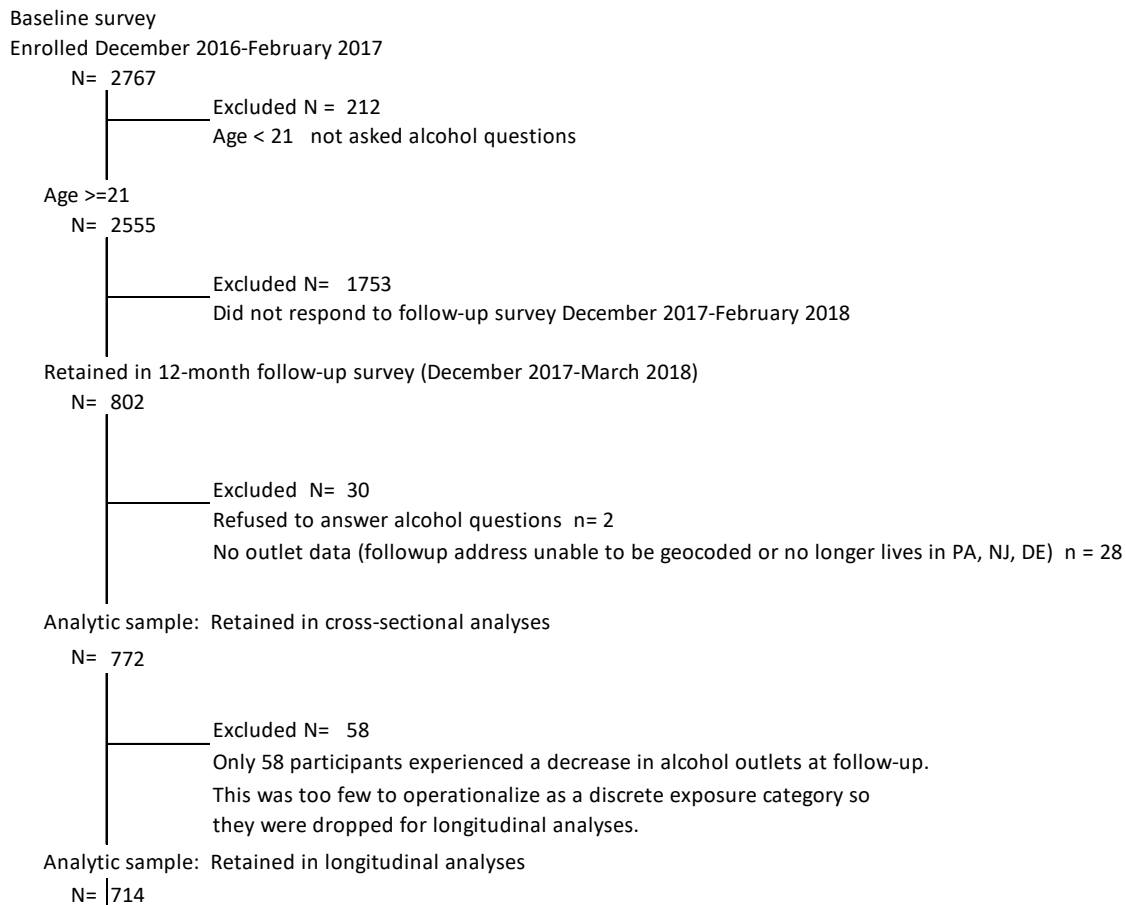 Baseline survey
Enrolled December 2016-February 2017
N= 2767
Excluded N = 212
Age < 21 not asked alcohol questions
Age >=21
N= 2555
Excluded N= 1753
Did not respond to follow-up survey December 2017-February 2018
Retained in 12-month follow-up survey (December 2017-March 2018)
N= 802
Excluded N= 30
Refused to answer alcohol questions n= 2
No outlet data (followup address unable to be geocoded or no longer lives in PA, NJ, DE) n = 28
Analytic sample: Retained in cross-sectional analyses
N= 772
Excluded N= 58
Only 58 participants experienced a decrease in alcohol outlets at follow-up.
This was too few to operationalize as a discrete exposure category so
they were dropped for longitudinal analyses.
Analytic sample: Retained in longitudinal analyses
N= 714